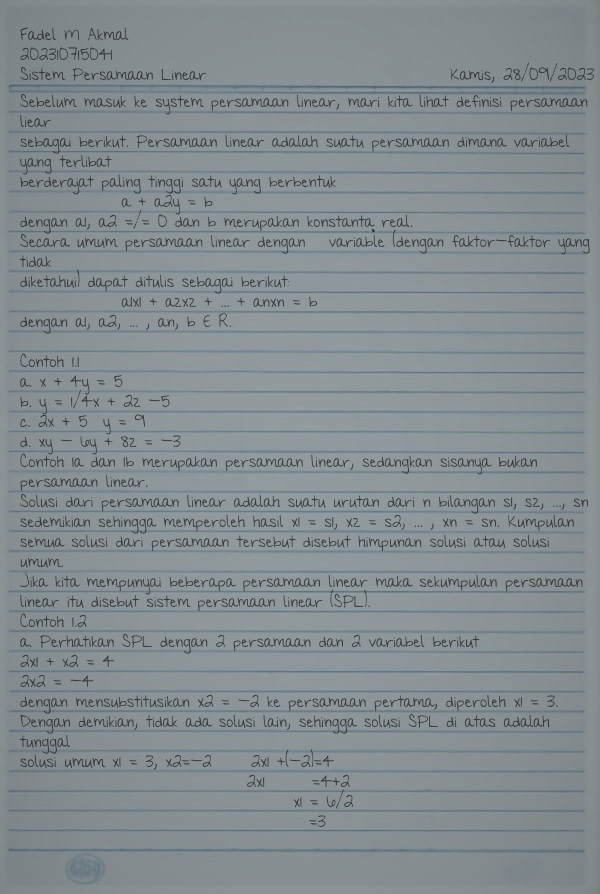 Fadel M Akmal
202310715041
Sistem Persamaan Linear Kamis, 28/09/2023
Sebelum masuk ke system persamaan linear, mari kita lihat definisi persamaan
liear
sebagai berikut. Persamaan linear adalah suatu persamaan dimana variabel
yang terlibat
berderajat paling tinggi satu yang berbentuk
a + a2y = b
dengan a1, a2 =/= 0 dan b merupakan konstanta real.
Secara umum persamaan linear dengan variable (dengan faktor-faktor yang
tidak
diketahui) dapat ditulis sebagai berikut:
a1x1 + a2x2 + ... + anxn = b
dengan a1, a2, ... , an, b € R.
Contoh 1.1
a. x + 4y = 5
b. y = 1/4x + 2z -5
c. 2x + 5 y = 9
d. xy - 6y + 8z = -3
Contoh 1a dan 1b merupakan persamaan linear, sedangkan sisanya bukan
persamaan linear.
Solusi dari persamaan linear adalah suatu urutan dari n bilangan s1, s2, ..., sn
sedemikian sehingga memperoleh hasil x1 = s1, x2 = s2, ... , xn = sn. Kumpulan
semua solusi dari persamaan tersebut disebut himpunan solusi atau solusi
umum.
Jika kita mempunyai beberapa persamaan linear maka sekumpulan persamaan
linear itu disebut sistem persamaan linear (SPL).
Contoh 1.2
a. Perhatikan SPL dengan 2 persamaan dan 2 variabel berikut
2x1 + x2 = 4
2x2 = -4
dengan mensubstitusikan x2 = -2 ke persamaan pertama, diperoleh x1 = 3.
Dengan demikian, tidak ada solusi lain, sehingga solusi SPL di atas adalah
tunggal
solusi umum x1 = 3, x2=-2 2x1 +(-2)=4
2x1 =4+2
x1 = 6/2
=3